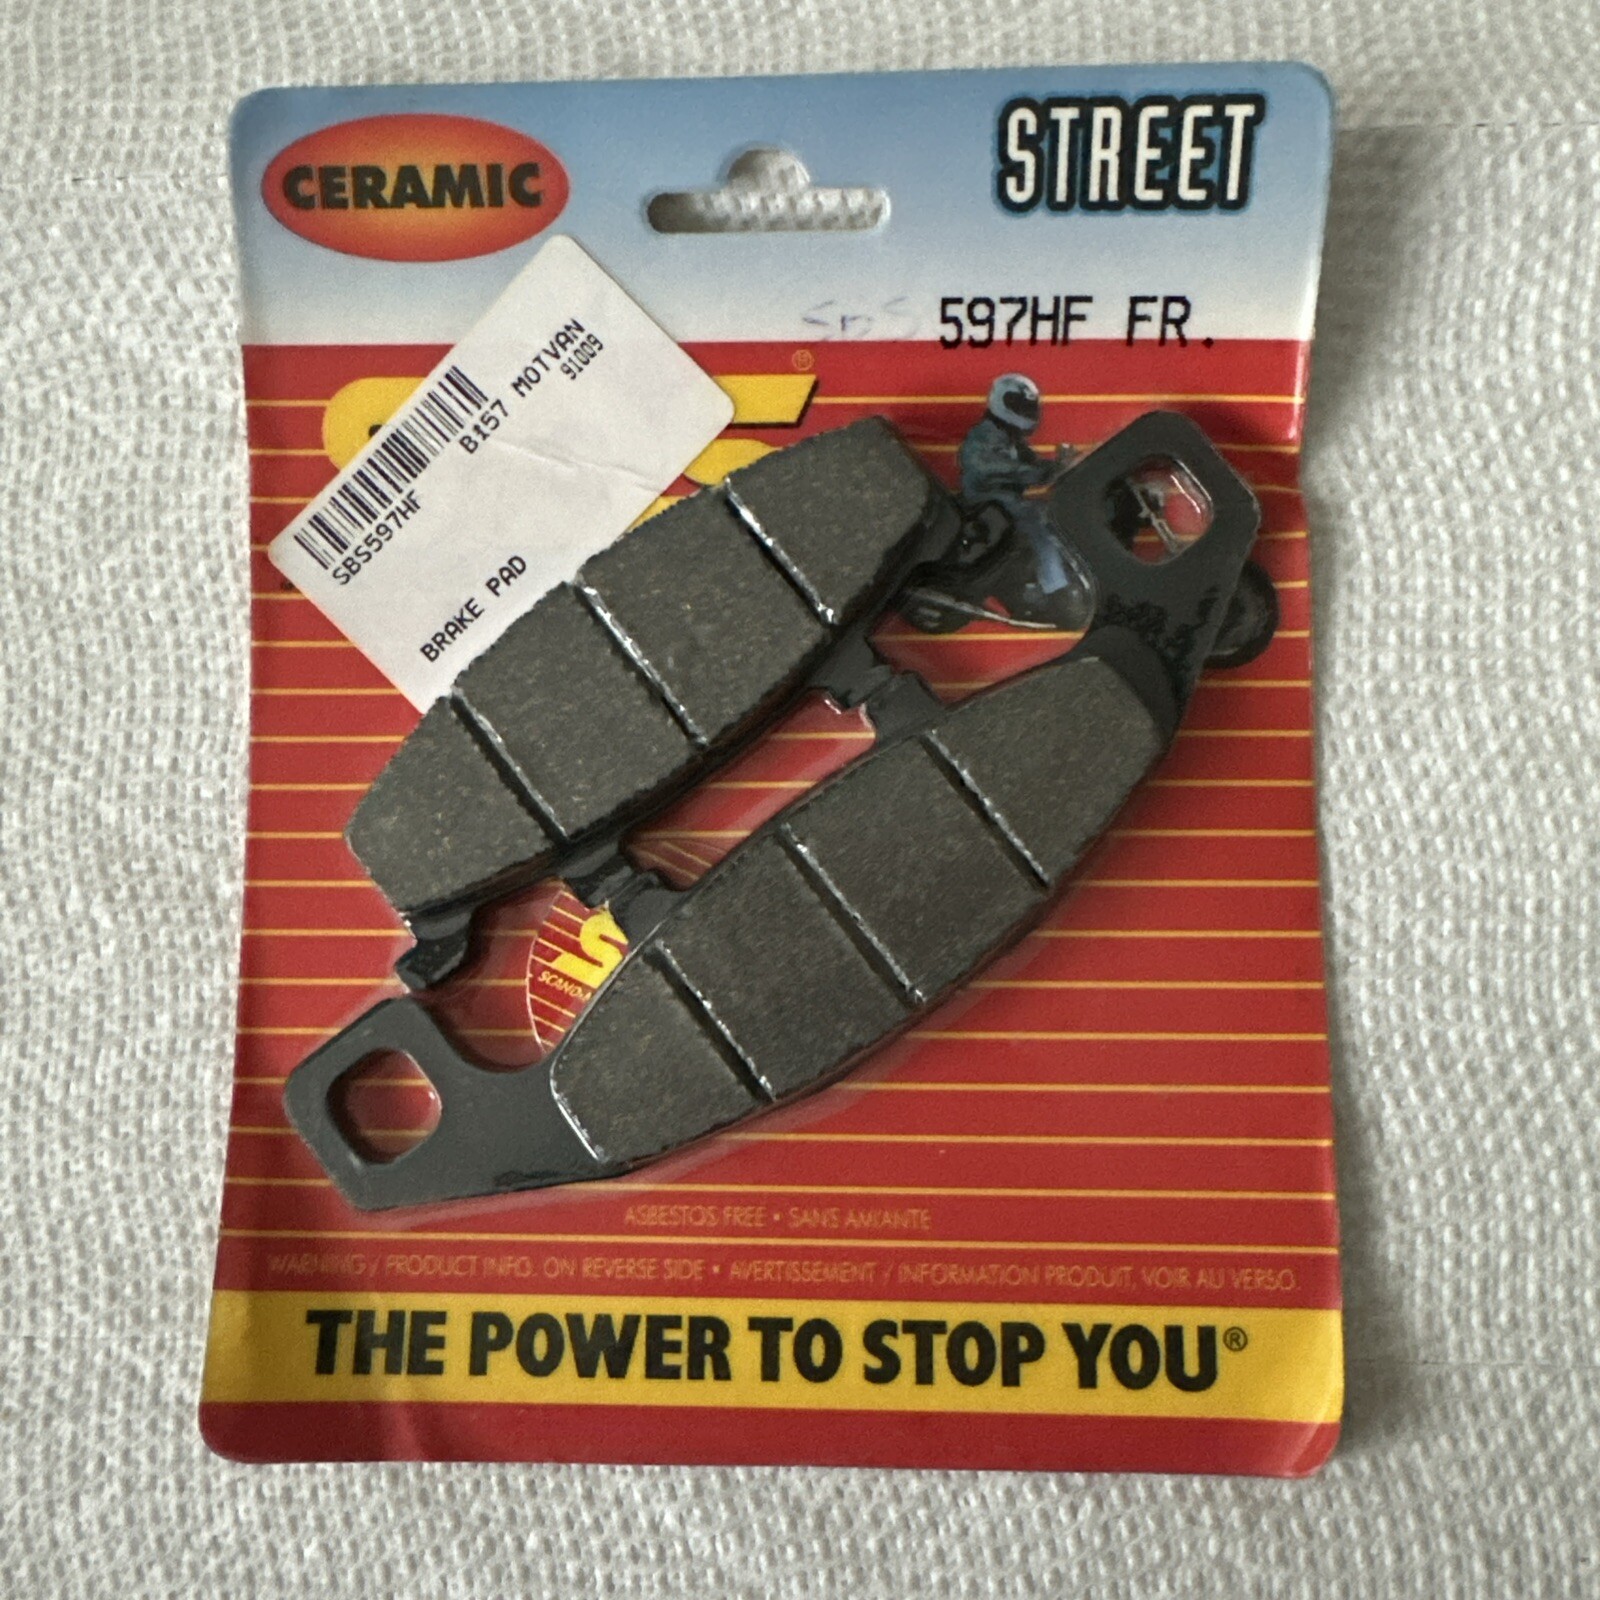 CERAMIC
STREET
SBS 597HF FR.
®
B157 MOTVAN
91009
SBS597HF
BRAKE PAD
S
SCAND
ASBESTOS FREE • SANS AMIANTE
WARNING / PRODUCT INFO. ON REVERSE SIDE • AVERTISSEMENT / INFORMATION PRODUIT, VOIR AU VERSO.
THE POWER TO STOP YOU®